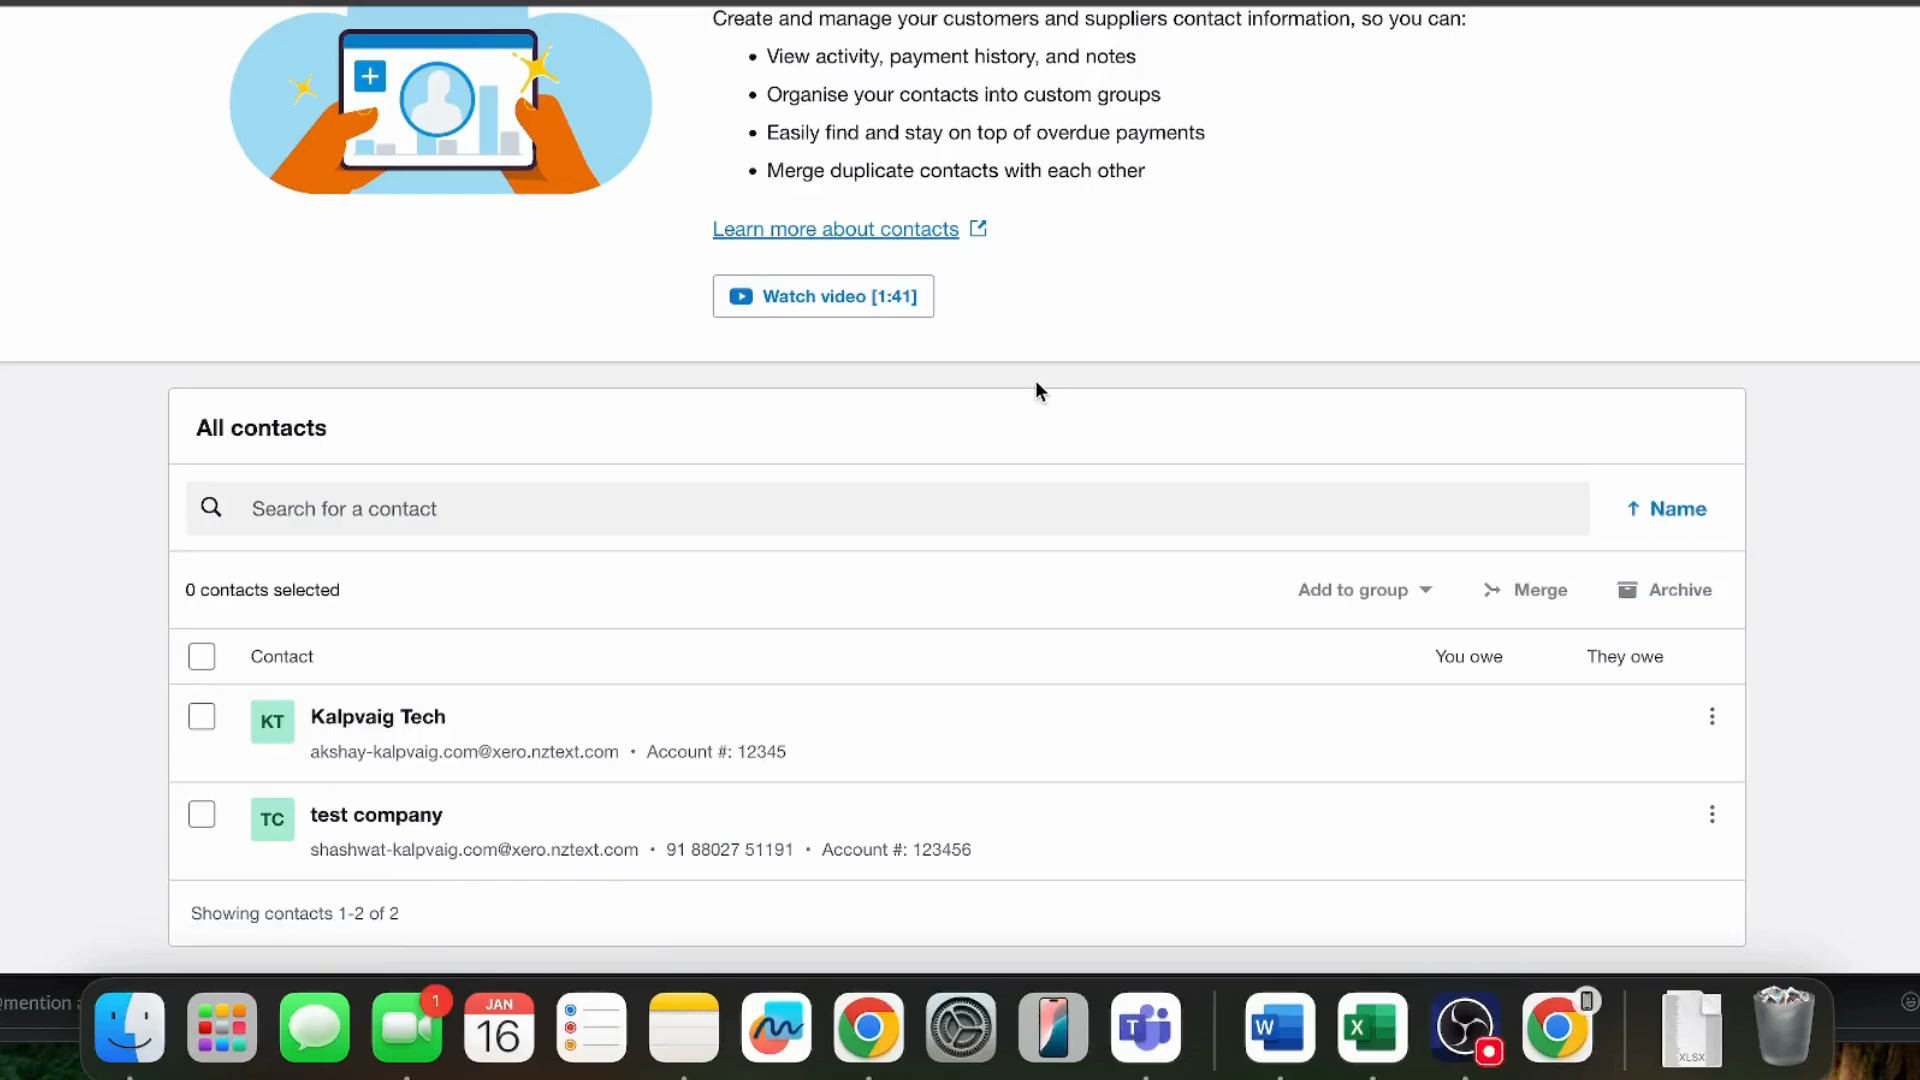 Create and manage your customers and suppliers contact information, so you can:
• View activity, payment history, and notes
• Organise your contacts into custom groups
• Easily find and stay on top of overdue payments
• Merge duplicate contacts with each other
Learn more about contacts
Watch video [1:41]
All contacts
Search for a contact
↑ Name
0 contacts selected
Add to group
Merge
Archive
Contact
You owe
They owe
KT
Kalpvaig Tech
akshay-kalpvaig.com@xero.nztext.com • Account #: 12345
TC
test company
shashwat-kalpvaig.com@xero.nztext.com • 91 88027 51191 • Account #: 123456
Showing contacts 1-2 of 2
mention
1
JAN
16
T
W
X
XLSX